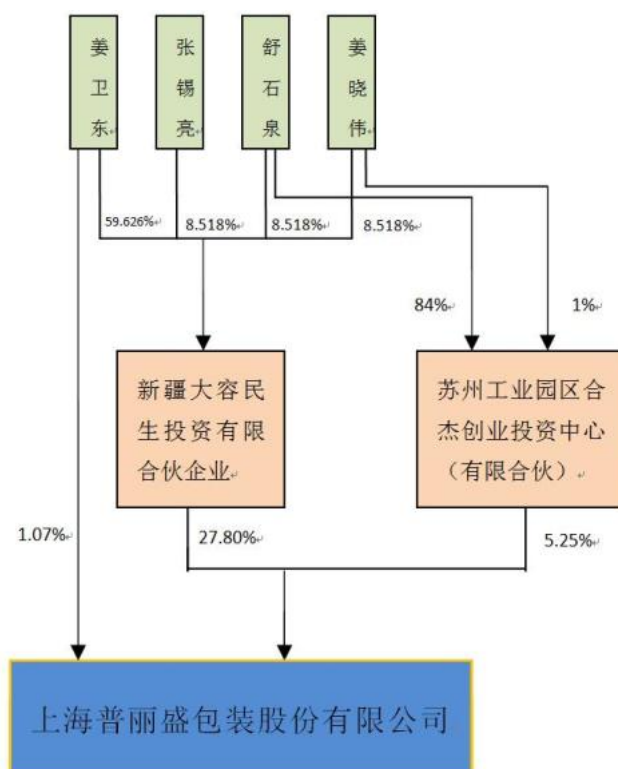 姜卫东
张锡亮
舒石泉
姜晓伟
59.626%
8.518%
8.518%
8.518%
84%
1%
新疆大容民
生投资有限
合伙企业
苏州工业园区合
杰创业投资中心
（有限合伙）
1.07%
27.80%
5.25%
上海普丽盛包装股份有限公司